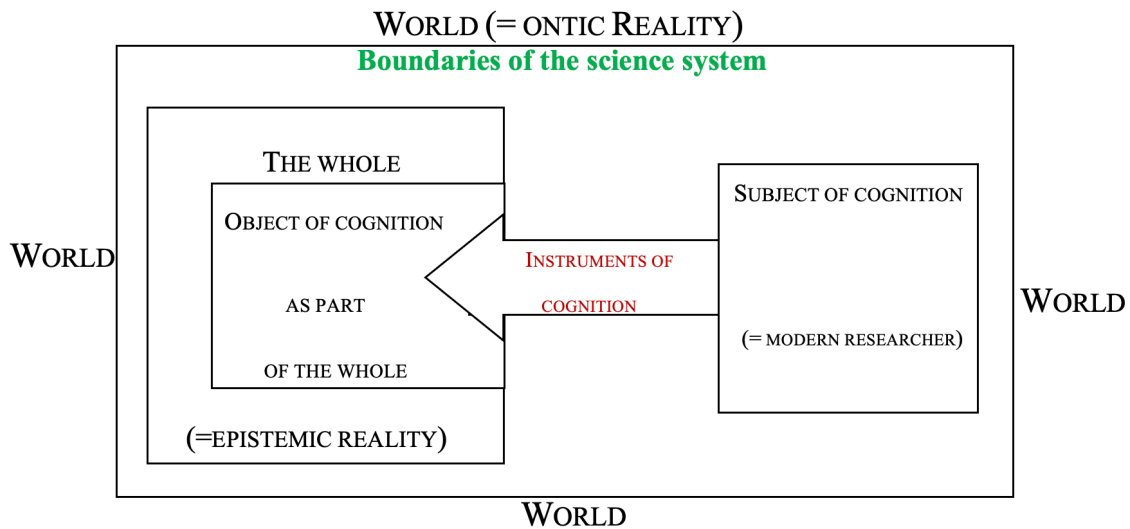 WORLD (= ONTIC REALITY)
Boundaries of the science system
THE WHOLE
OBJECT OF COGNITION
AS PART
OF THE WHOLE
(=EPISTEMIC REALITY)
INSTRUMENTS OF
COGNITION
SUBJECT OF COGNITION
(= MODERN RESEARCHER)
WORLD
WORLD
WORLD